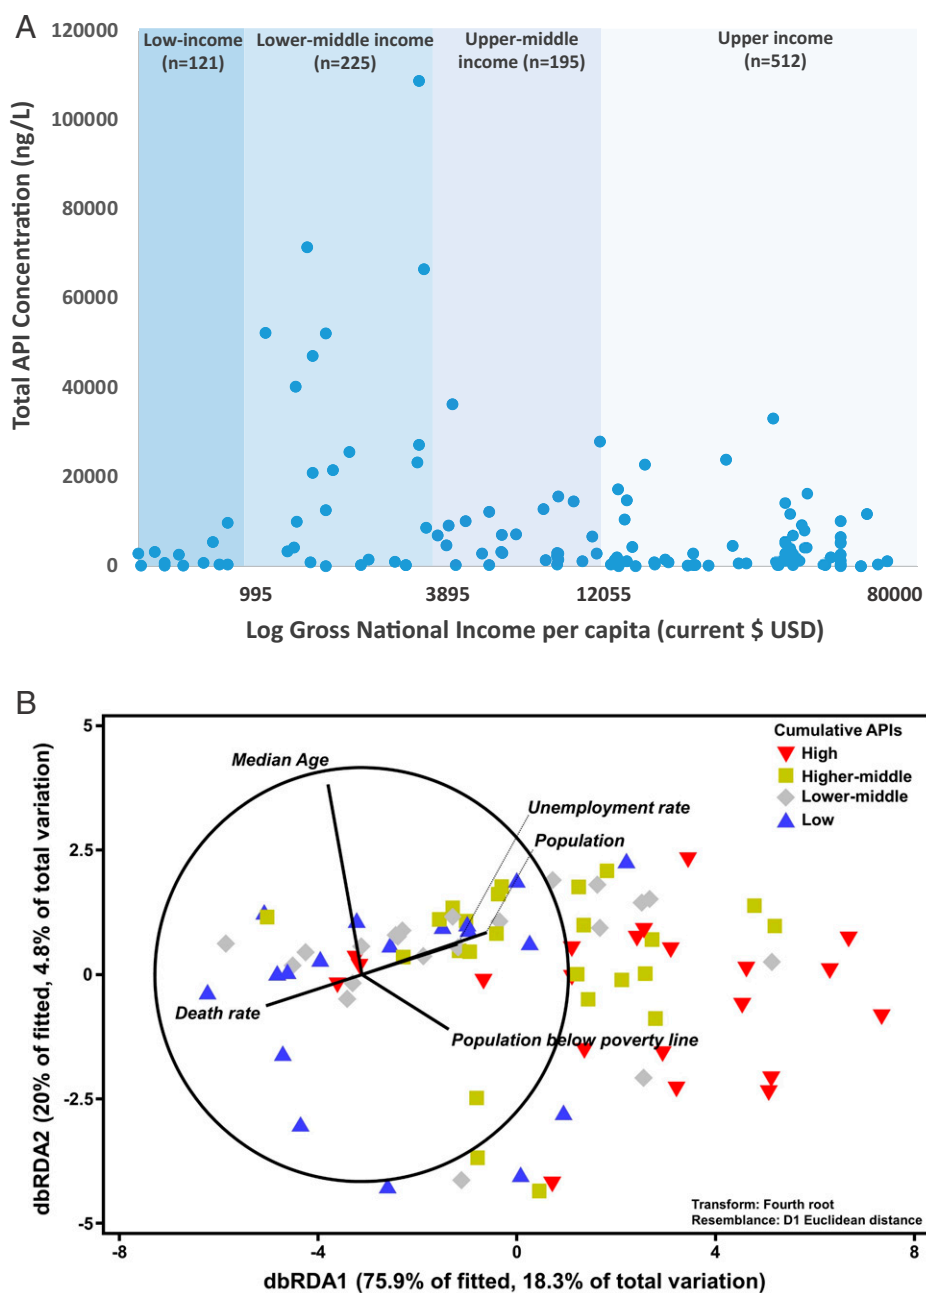 A
Low-income
(n=121)
Lower-middle income
(n=225)
Upper-middle
income (n=195)
Upper income
(n=512)
Total API Concentration (ng/L)
120000
100000
80000
60000
40000
20000
0
995
3895
12055
80000
Log Gross National Income per capita (current $ USD)
B
dbRDA2 (20% of fitted, 4.8% of total variation)
5
2.5
0
-2.5
-5
Cumulative APIs
High
Higher-middle
Lower-middle
Low
Median Age
Unemployment rate
Population
Death rate
Population below poverty line
Transform: Fourth root
Resemblance: D1 Euclidean distance
-8
-4
0
4
8
dbRDA1 (75.9% of fitted, 18.3% of total variation)